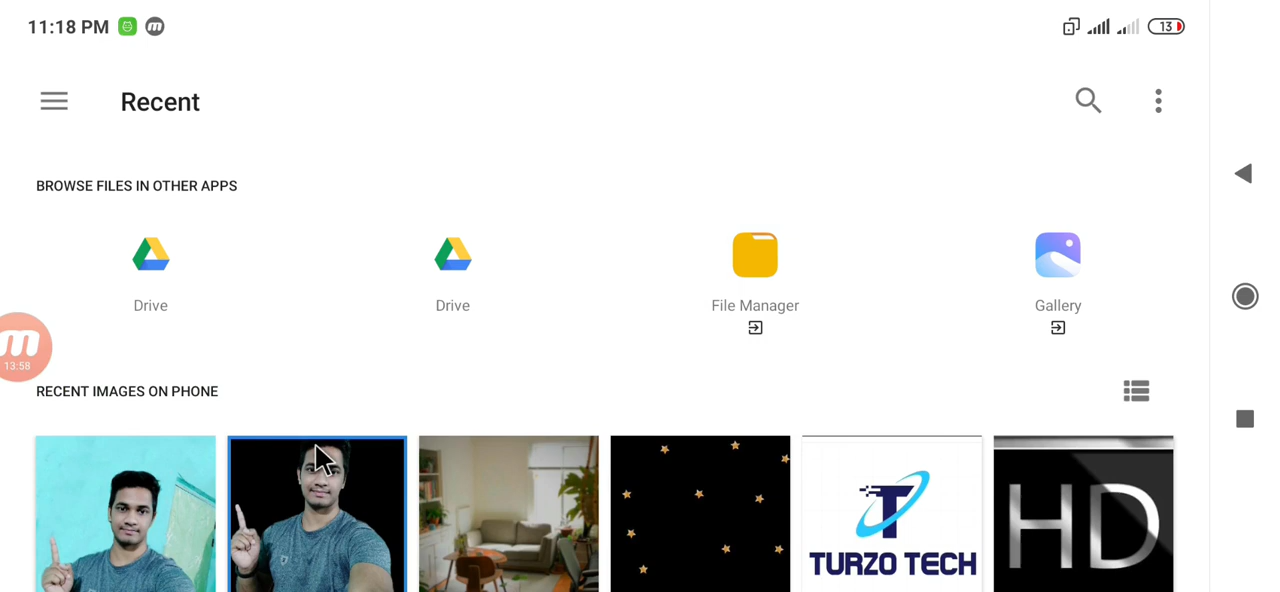 11:18 PM m 13
Recent
BROWSE FILES IN OTHER APPS
Drive Drive File Manager Gallery
m
13:58
RECENT IMAGES ON PHONE
T
TURZO TECH
HD